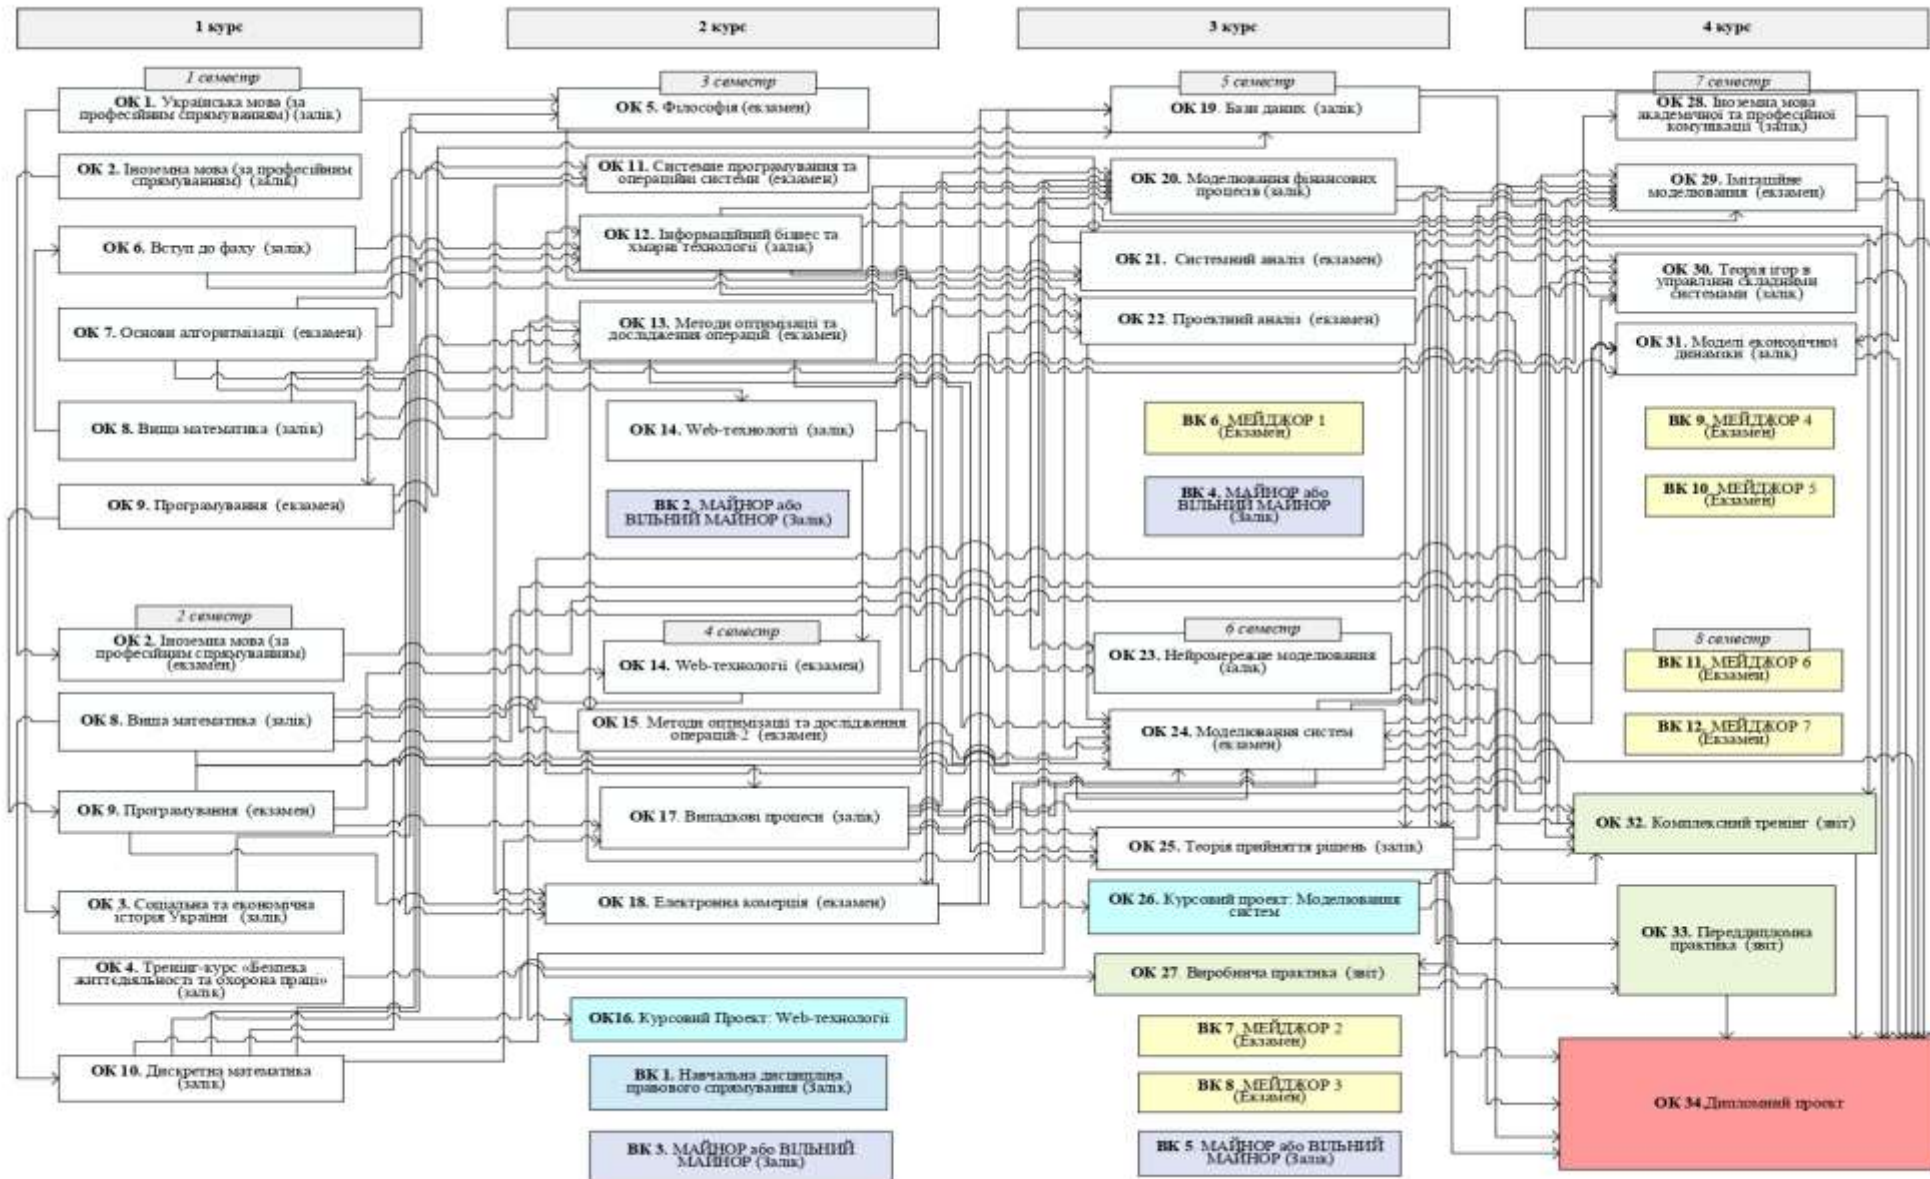 1 курс
2 курс
3 курс
4 курс
1 семестр
ОК 1. Українська мова (за
професійним спрямуванням) (залік)
ОК 2. Іноземна мова (за професійним
спрямуванням) (залік)
ОК 6. Вступ до фаху (залік)
ОК 7. Основи алгоритмізації (екзамен)
ОК 8. Вища математика (залік)
ОК 9. Програмування (екзамен)
2 семестр
ОК 2. Іноземна мова (за
професійним спрямуванням)
(екзамен)
ОК 8. Вища математика (залік)
ОК 9. Програмування (екзамен)
ОК 3. Соціальна та економічна
історія України (залік)
ОК 4. Тренінг-курс «Безпека
життєдіяльності та охорона праці»
(залік)
ОК 10. Дискретна математика
(залік)
3 семестр
ОК 5. Філософія (екзамен)
ОК 11. Системне програмування та
операційні системи (екзамен)
ОК 12. Інформаційний бізнес та
хмарні технології (залік)
ОК 13. Методи оптимізації та
дослідження операцій (екзамен)
ОК 14. Web-технології (залік)
ВК 2. МАЙНОР або
ВІЛЬНИЙ МАЙНОР (Залік)
4 семестр
ОК 14. Web-технології (екзамен)
ОК 15. Методи оптимізації та дослідження
операцій-2 (екзамен)
ОК 17. Випадкові процеси (залік)
ОК 18. Електронна комерція (екзамен)
ОК16. Курсовий Проект: Web-технології
ВК 1. Навчальна дисципліна
правового спрямування (Залік)
ВК 3. МАЙНОР або ВІЛЬНИЙ
МАЙНОР (Залік)
5 семестр
ОК 19. Бази даних (залік)
ОК 20. Моделювання фінансових
процесів (залік)
ОК 21. Системний аналіз (екзамен)
ОК 22. Проектний аналіз (екзамен)
ВК 6. МЕЙДЖОР 1
(Екзамен)
ВК 4. МАЙНОР або
ВІЛЬНИЙ МАЙНОР
(Залік)
6 семестр
ОК 23. Нейромережне моделювання
(залік)
ОК 24. Моделювання систем
(екзамен)
ОК 25. Теорія прийняття рішень (залік)
ОК 26. Курсовий проект: Моделювання
систем
ОК 27. Виробнича практика (звіт)
ВК 7. МЕЙДЖОР 2
(Екзамен)
ВК 8. МЕЙДЖОР 3
(Екзамен)
ВК 5. МАЙНОР або ВІЛЬНИЙ
МАЙНОР (Залік)
7 семестр
ОК 28. Іноземна мова
академічної та професійної
комунікації (залік)
ОК 29. Імітаційне
моделювання (екзамен)
ОК 30. Теорія ігор в
управлінні складними
системами (залік)
ОК 31. Моделі економічної
динаміки (залік)
ВК 9. МЕЙДЖОР 4
(Екзамен)
ВК 10. МЕЙДЖОР 5
(Екзамен)
8 семестр
ВК 11. МЕЙДЖОР 6
(Екзамен)
ВК 12. МЕЙДЖОР 7
(Екзамен)
ОК 32. Комплексний тренінг (звіт)
ОК 33. Переддипломна
практика (звіт)
ОК 34.Дипломний проект